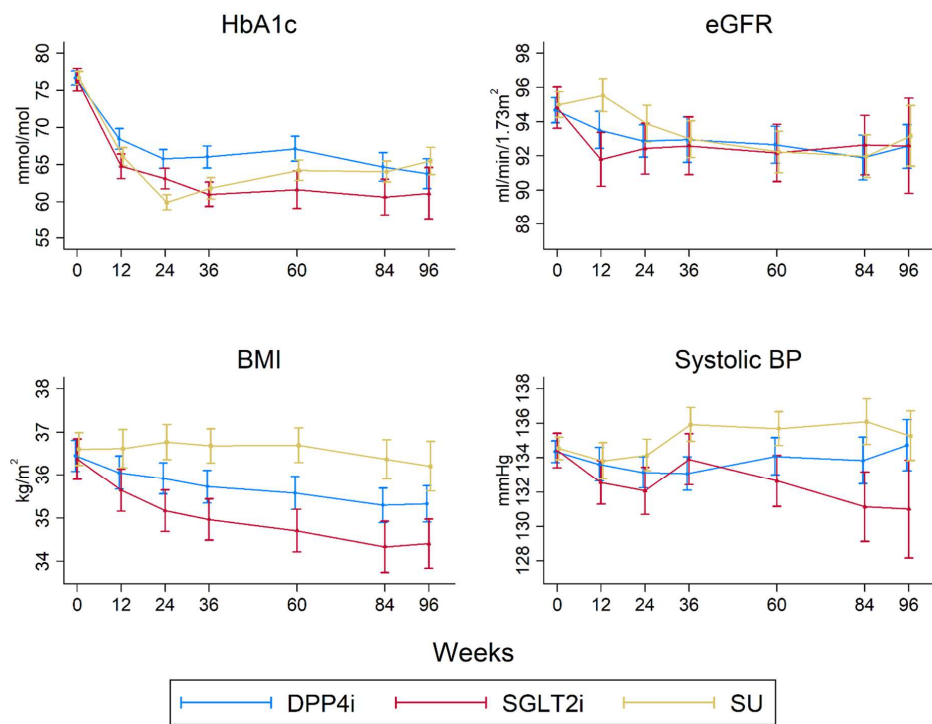 HbA1c
mmol/mol
80
75
70
65
60
55
0 12 24 36 60 84 96
eGFR
ml/min/1.73m²
98
96
94
92
90
88
0 12 24 36 60 84 96
BMI
kg/m²
38
37
36
35
34
0 12 24 36 60 84 96
Systolic BP
mmHg
138
136
134
132
130
128
0 12 24 36 60 84 96
Weeks
DPP4i SGLT2i SU